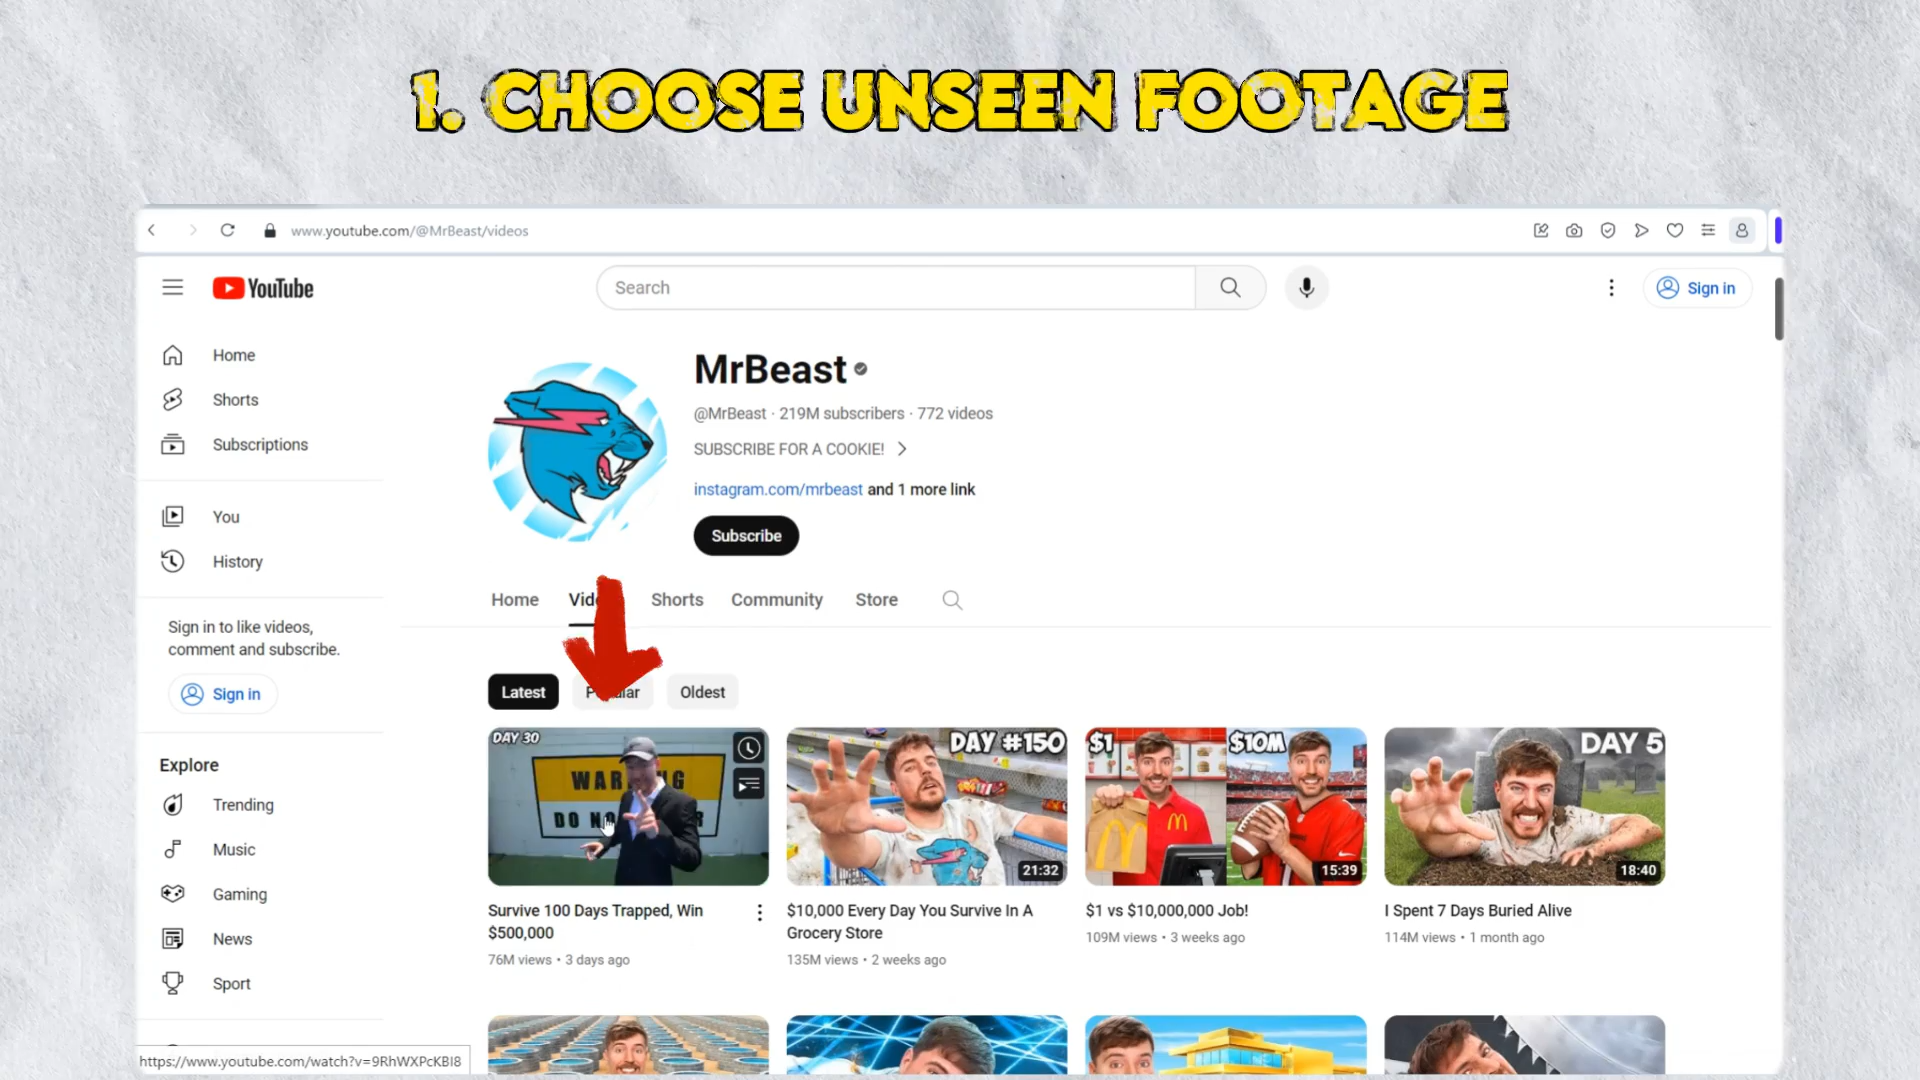 1. CHOOSE UNSEEN FOOTAGE
www.youtube.com/@MrBeast/videos
YouTube
Search
Sign in
Home
Shorts
Subscriptions
You
History
Sign in to like videos,
comment and subscribe.
Sign in
Explore
Trending
Music
Gaming
News
Sport
MrBeast
@MrBeast · 219M subscribers · 772 videos
SUBSCRIBE FOR A COOKIE!
instagram.com/mrbeast and 1 more link
Subscribe
Home Shorts Community Store
Latest Oldest
DAY 30
DAY #150
21:32
$1 $10M
15:39
DAY 5
18:40
Survive 100 Days Trapped, Win
$500,000
76M views • 3 days ago
$10,000 Every Day You Survive In A
Grocery Store
135M views • 2 weeks ago
$1 vs $10,000,000 Job!
109M views • 3 weeks ago
I Spent 7 Days Buried Alive
114M views • 1 month ago
https://www.youtube.com/watch?v=9RhWXPcKBI8